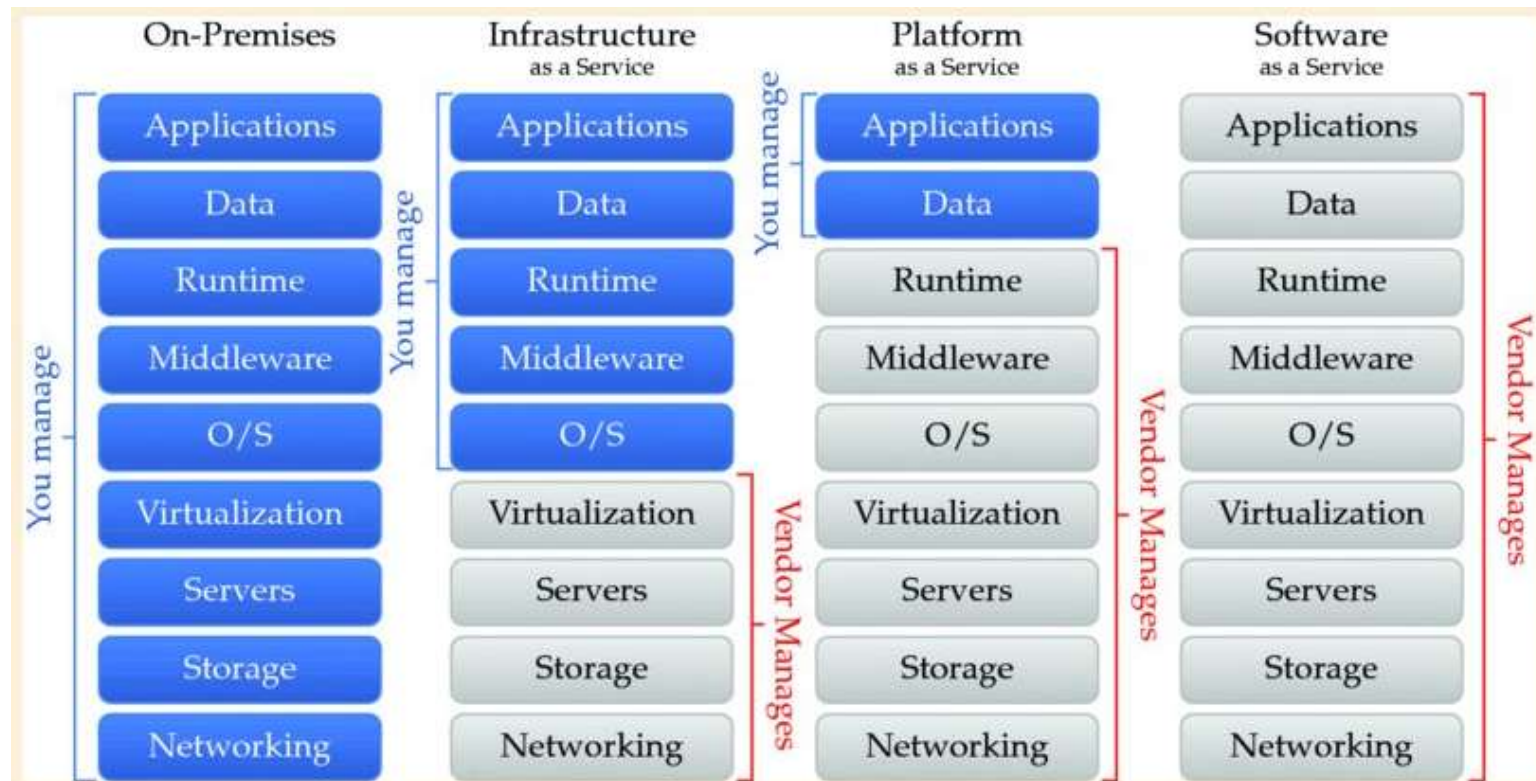 On-Premises
You manage
Applications
Data
Runtime
Middleware
O/S
Virtualization
Servers
Storage
Networking
Infrastructure
as a Service
You manage
Applications
Data
Runtime
Middleware
O/S
Virtualization
Servers
Storage
Networking
Vendor Manages
Platform
as a Service
You manage
Applications
Data
Runtime
Middleware
O/S
Virtualization
Servers
Storage
Networking
Vendor Manages
Software
as a Service
Applications
Data
Runtime
Middleware
O/S
Virtualization
Servers
Storage
Networking
Vendor Manages